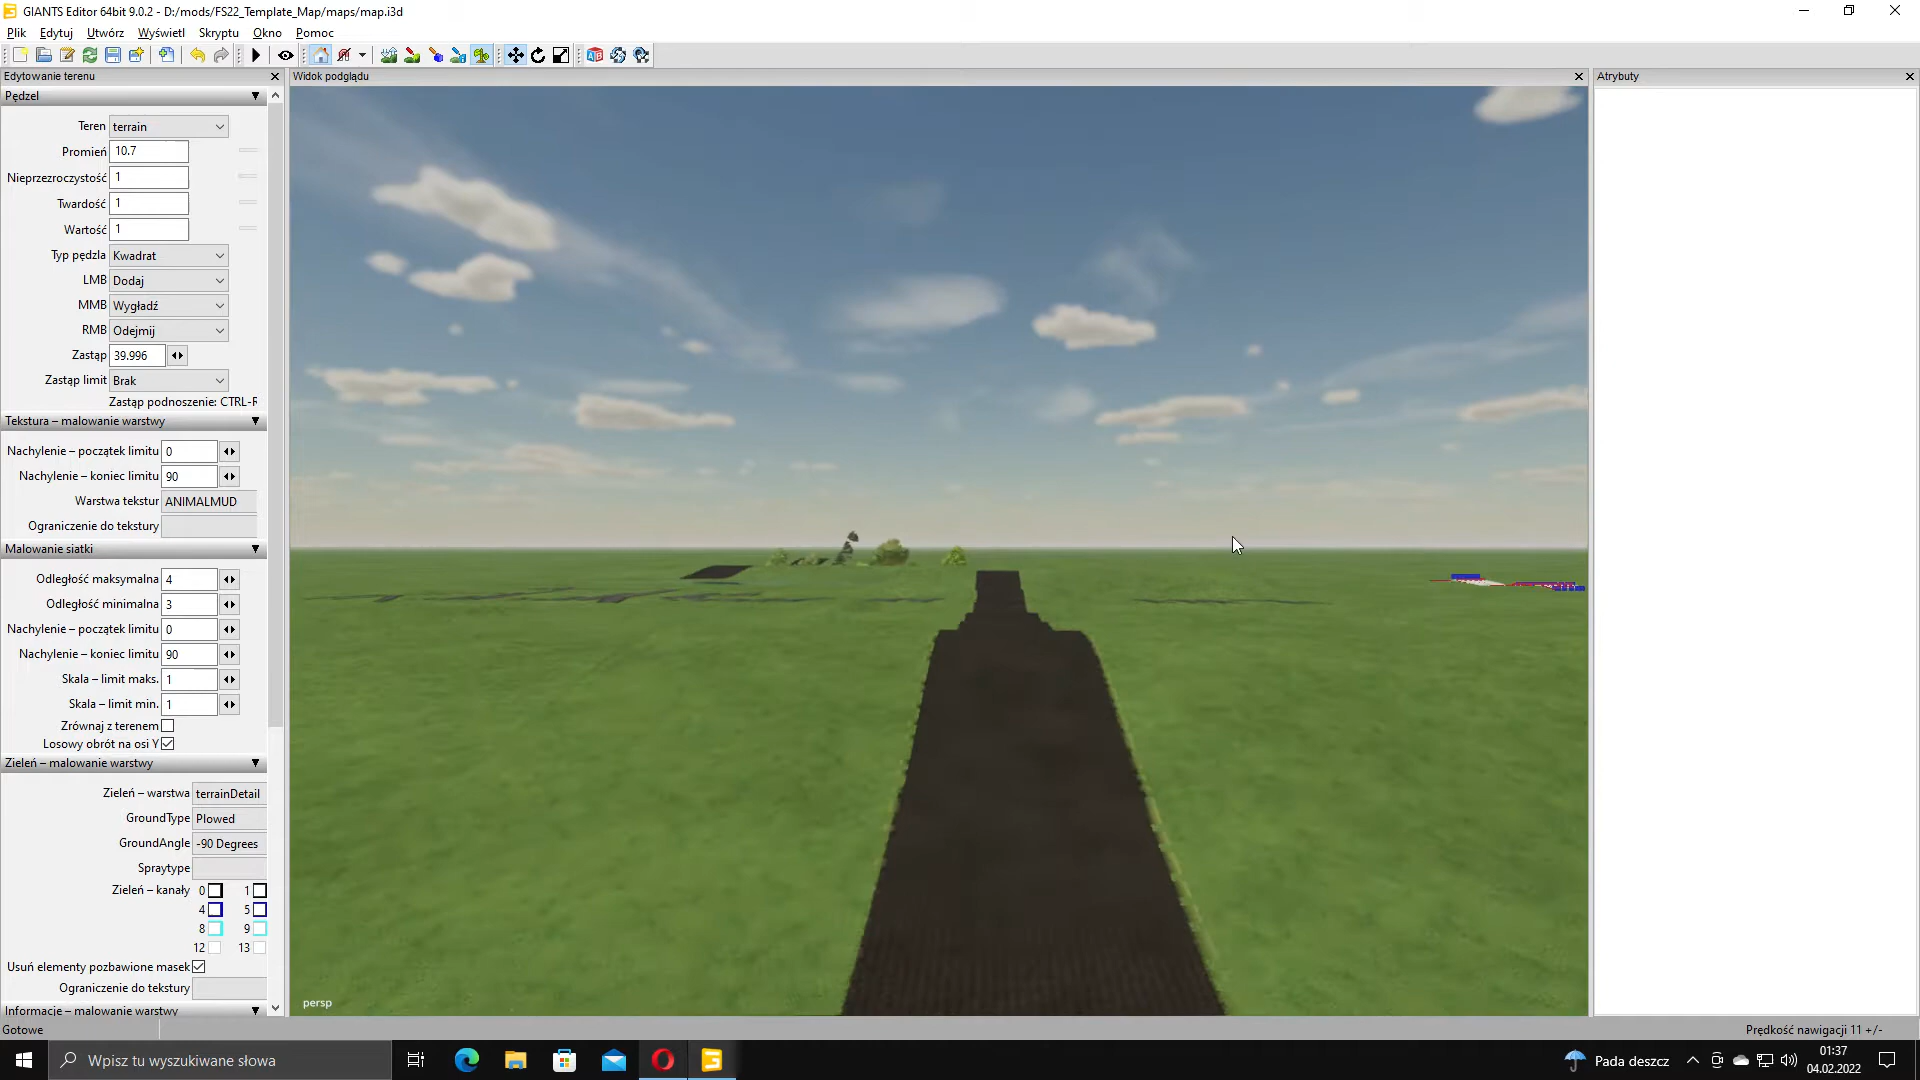 GIANTS Editor 64bit 9.0.2 - D:/mods/FS22_Template_Map/maps/map.i3d
Plik Edytuj Utwórz Wyświetl Skryptu Okno Pomoc
Edytowanie terenu
Widok podglądu
Atrybuty
Pędzel
Teren terrain
Promień 10.7
Nieprzezroczystość 1
Twardość 1
Wartość 1
Typ pędzla Kwadrat
LMB Dodaj
MMB Wygładź
RMB Odejmij
Zastąp 39.996
Zastąp limit Brak
Zastąp podnoszenie: CTRL-R
Tekstura – malowanie warstwy
Nachylenie – początek limitu 0
Nachylenie – koniec limitu 90
Warstwa tekstur ANIMALMUD
Ograniczenie do tekstury
Malowanie siatki
Odległość maksymalna 4
Odległość minimalna 3
Nachylenie – początek limitu 0
Nachylenie – koniec limitu 90
Skala – limit maks. 1
Skala – limit min. 1
Zrównaj z terenem
Losowy obrót na osi Y
Zieleń – malowanie warstwy
Zieleń – warstwa terrainDetail
GroundType Plowed
GroundAngle -90 Degrees
Spraytype
Zieleń – kanały 0 1
4 5
8 9
12 13
Usuń elementy pozbawione masek
Ograniczenie do tekstury
Informacje – malowanie warstwy
persp
Gotowe
Prędkość nawigacji 11 +/-
Wpisz tu wyszukiwane słowa
Pada deszcz
01:37
04.02.2022